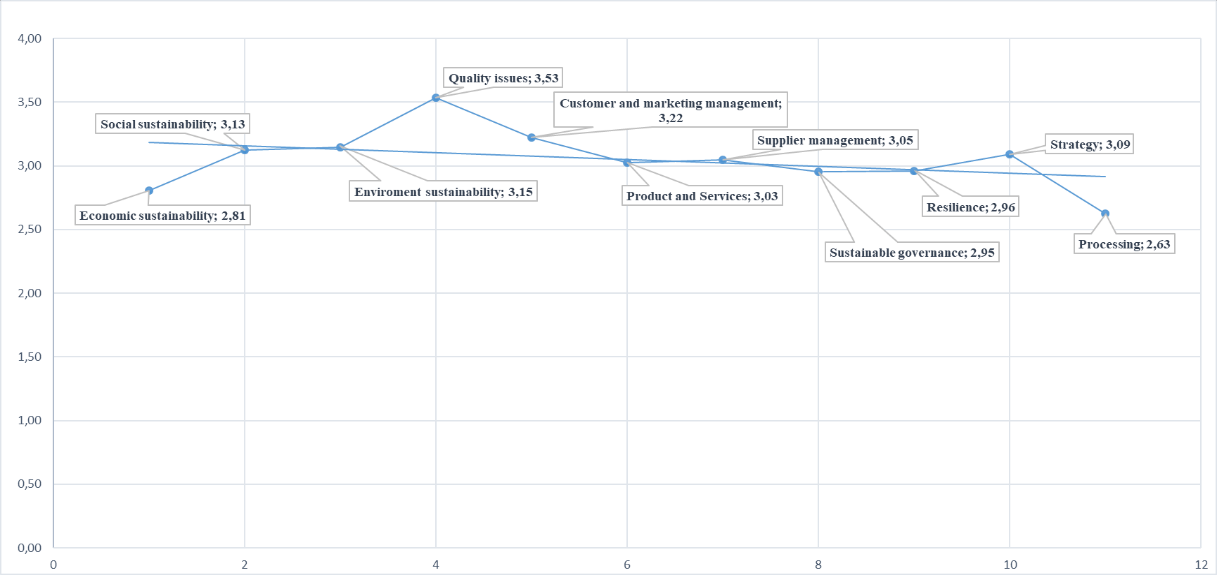 4,00
3,50
3,00
2,50
2,00
1,50
1,00
0,50
0,00
0
2
4
6
8
10
12
Economic sustainability; 2,81
Social sustainability; 3,13
Enviroment sustainability; 3,15
Quality issues; 3,53
Customer and marketing management;
3,22
Product and Services; 3,03
Supplier management; 3,05
Sustainable governance; 2,95
Resilience; 2,96
Strategy; 3,09
Processing; 2,63